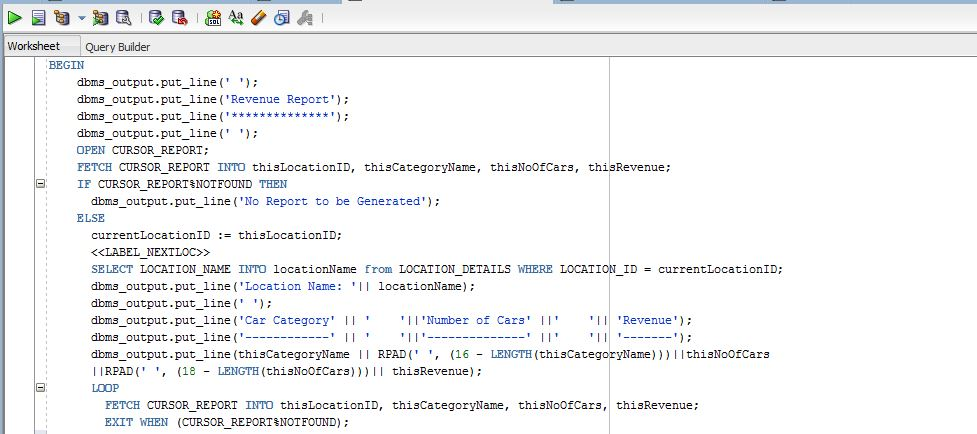 SQL
Aa
Worksheet
Query Builder
BEGIN
dbms_output.put_line(' ');
dbms_output.put_line('Revenue Report');
dbms_output.put_line('**************');
dbms_output.put_line(' ');
OPEN CURSOR_REPORT;
FETCH CURSOR_REPORT INTO thisLocationID, thisCategoryName, thisNoOfCars, thisRevenue;
IF CURSOR_REPORT%NOTFOUND THEN
dbms_output.put_line('No Report to be Generated');
ELSE
currentLocationID := thisLocationID;
<<LABEL_NEXTLOC>>
SELECT LOCATION_NAME INTO locationName from LOCATION_DETAILS WHERE LOCATION_ID = currentLocationID;
dbms_output.put_line('Location Name: '|| locationName);
dbms_output.put_line(' ');
dbms_output.put_line('Car Category' || '    '||'Number of Cars' ||'    '|| 'Revenue');
dbms_output.put_line('------------' || '    '||'--------------' ||'    '|| '-------');
dbms_output.put_line(thisCategoryName || RPAD(' ', (16 - LENGTH(thisCategoryName)))||thisNoOfCars
||RPAD(' ', (18 - LENGTH(thisNoOfCars)))|| thisRevenue);
LOOP
FETCH CURSOR_REPORT INTO thisLocationID, thisCategoryName, thisNoOfCars, thisRevenue;
EXIT WHEN (CURSOR_REPORT%NOTFOUND);